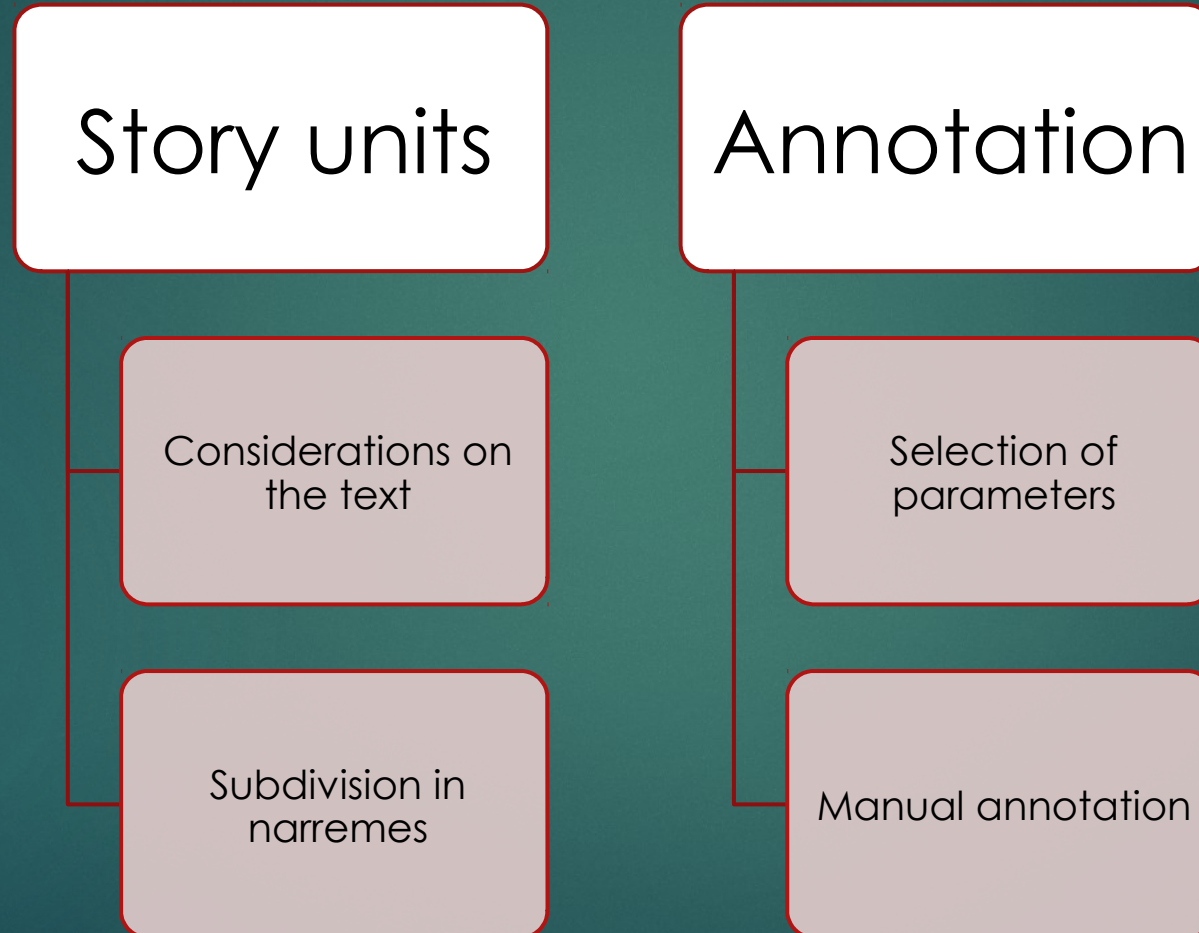 Story units
Considerations on
the text
Subdivision in
narremes
Annotation
Selection of
parameters
Manual annotation